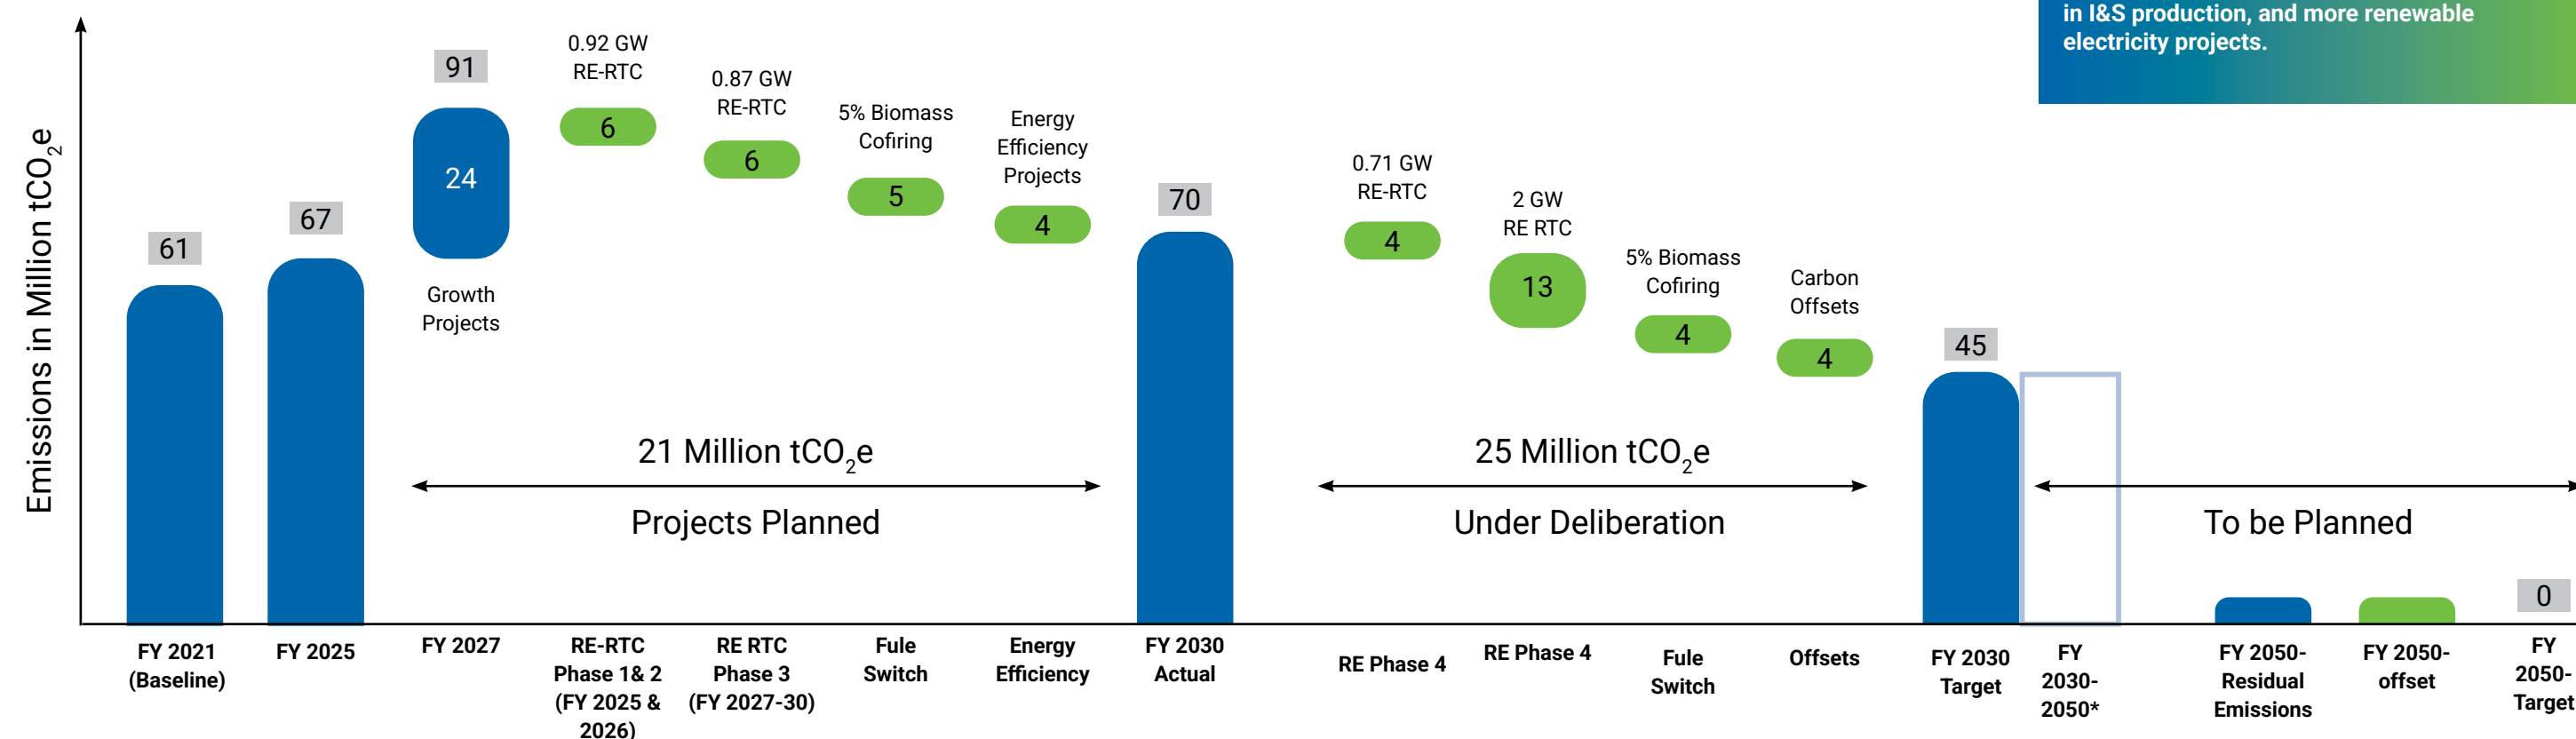 in I&S production, and more renewable
electricity projects.
Emissions in Million tCO2e
61
67
91
24
Growth
Projects
0.92 GW
RE-RTC
6
0.87 GW
RE-RTC
6
5% Biomass
Cofiring
5
Energy
Efficiency
Projects
4
70
0.71 GW
RE-RTC
4
2 GW
RE RTC
13
5% Biomass
Cofiring
4
Carbon
Offsets
4
45
0
21 Million tCO2e
Projects Planned
25 Million tCO2e
Under Deliberation
To be Planned
FY 2021
(Baseline)
FY 2025
FY 2027
RE-RTC
Phase 1& 2
(FY 2025 &
2026)
RE RTC
Phase 3
(FY 2027-30)
Fule
Switch
Energy
Efficiency
FY 2030
Actual
RE Phase 4
RE Phase 4
Fule
Switch
Offsets
FY 2030
Target
FY
2030-
2050*
FY 2050-
Residual
Emissions
FY 2050-
offset
FY
2050-
Target